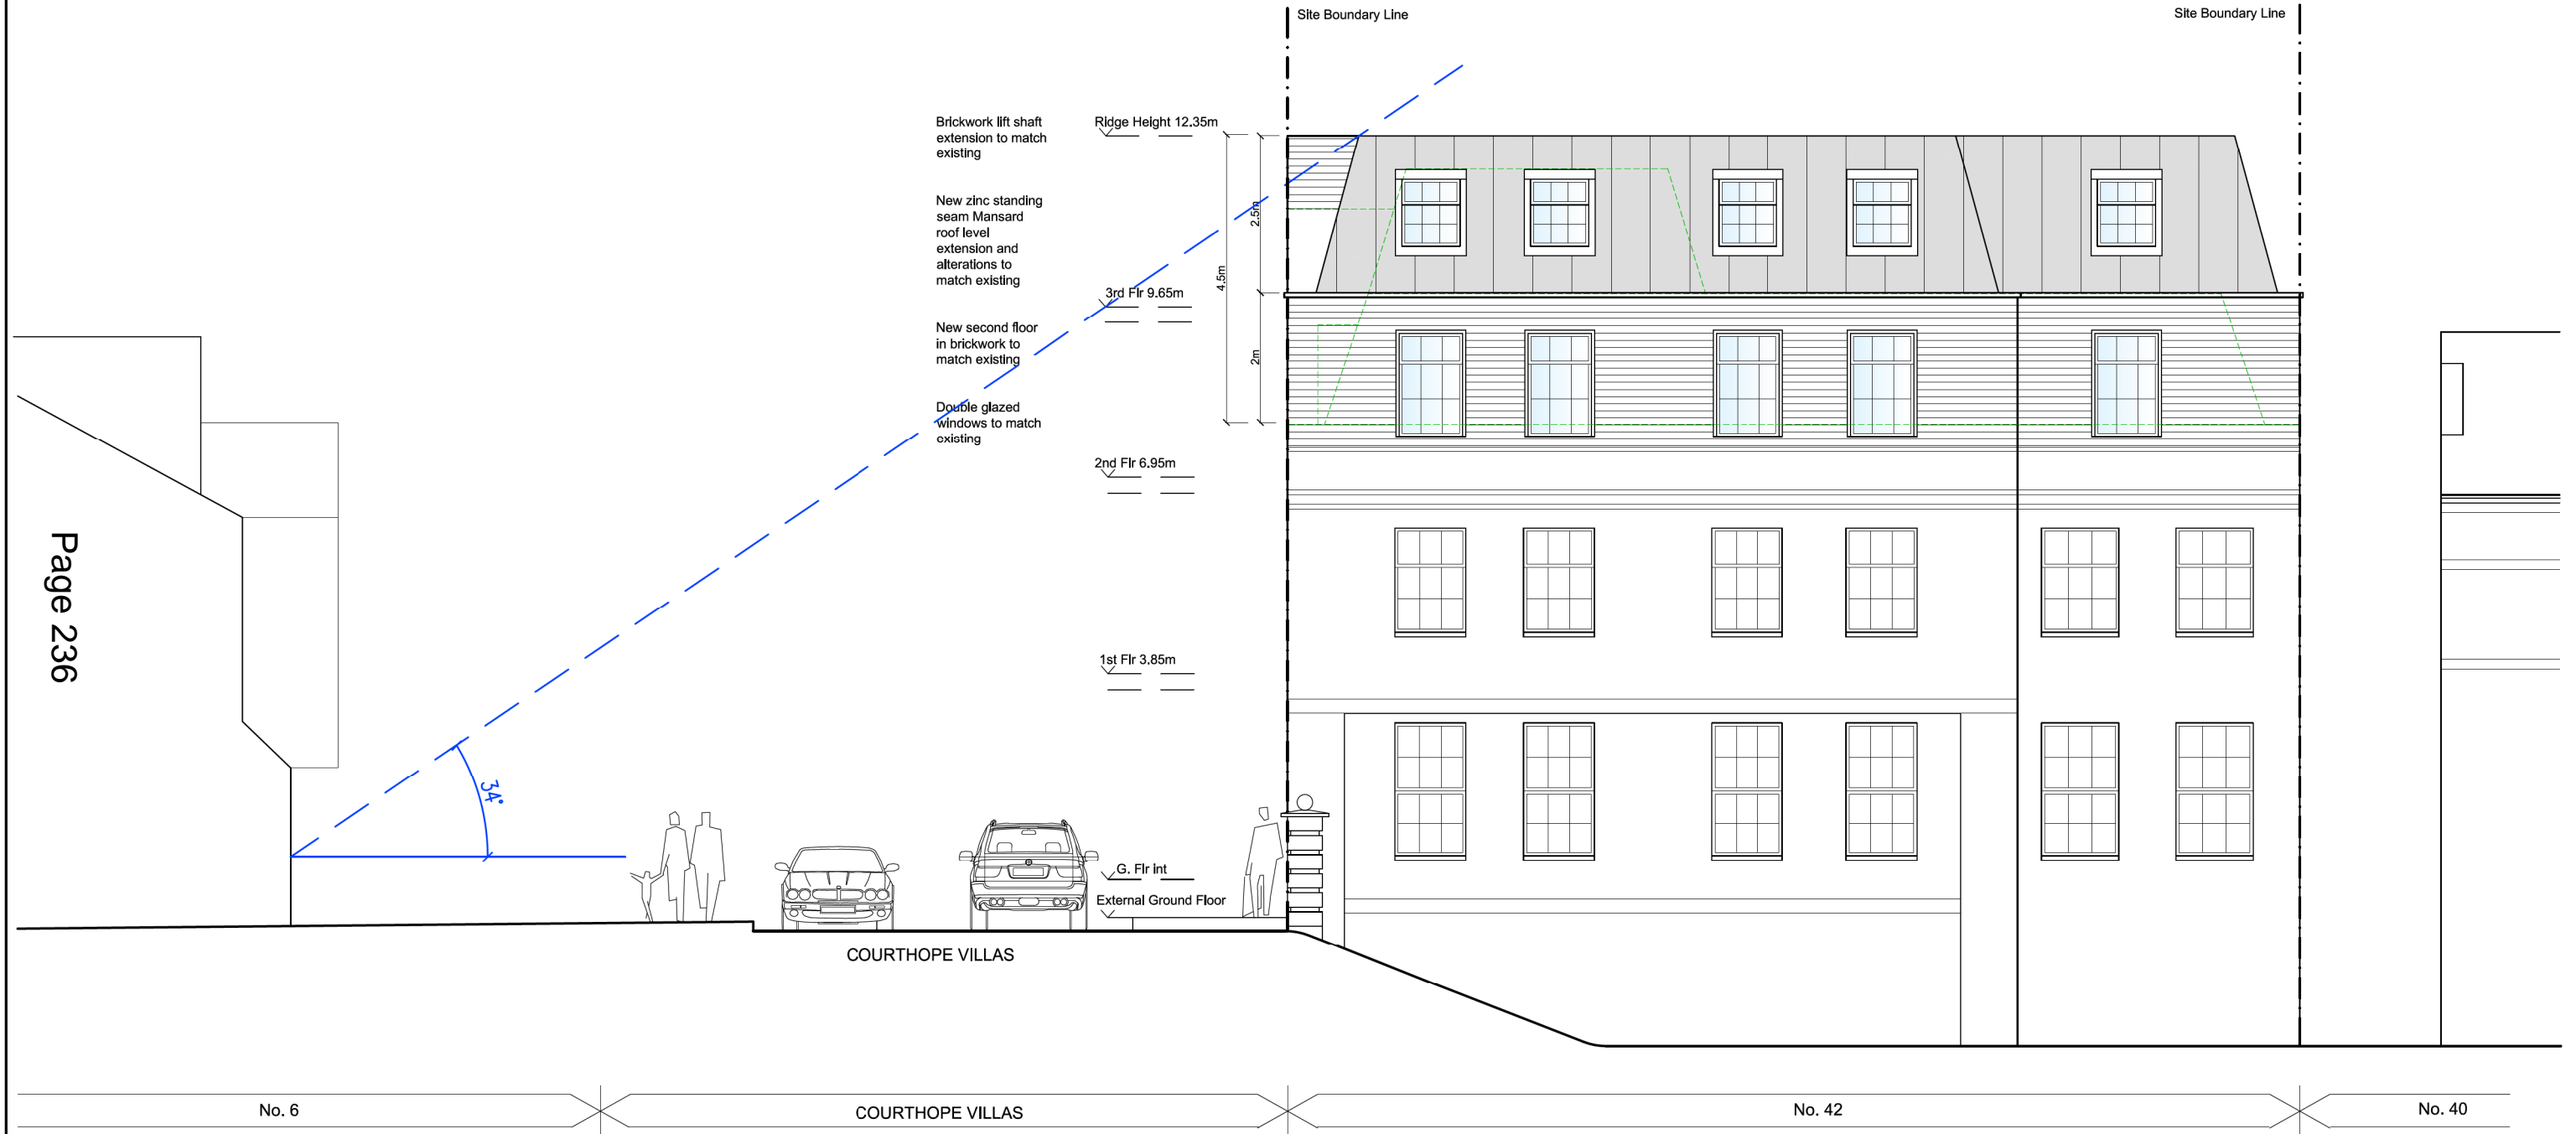 Site Boundary Line
Site Boundary Line
Brickwork lift shaft
extension to match
existing
Ridge Height 12.35m
New zinc standing
seam Mansard
roof level
extension and
alterations to
match existing
2.5m
4.5m
3rd Flr 9.65m
New second floor
in brickwork to
match existing
2m
Double glazed
windows to match
existing
2nd Flr 6.95m
Page 236
1st Flr 3.85m
34°
G. Flr Int
External Ground Floor
COURTHOPE VILLAS
No. 6
COURTHOPE VILLAS
No. 42
No. 40